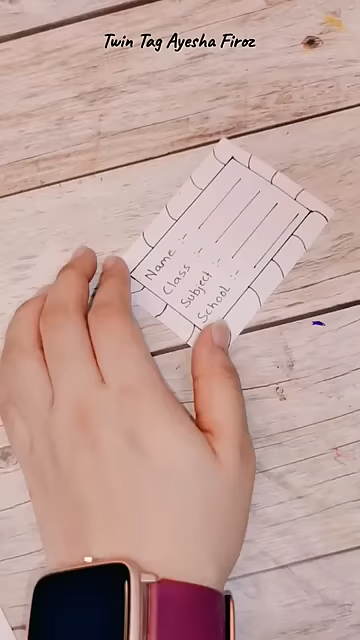 Twin Tag Ayesha Firoz
Name :-
Class :-
Subject :-
School :-